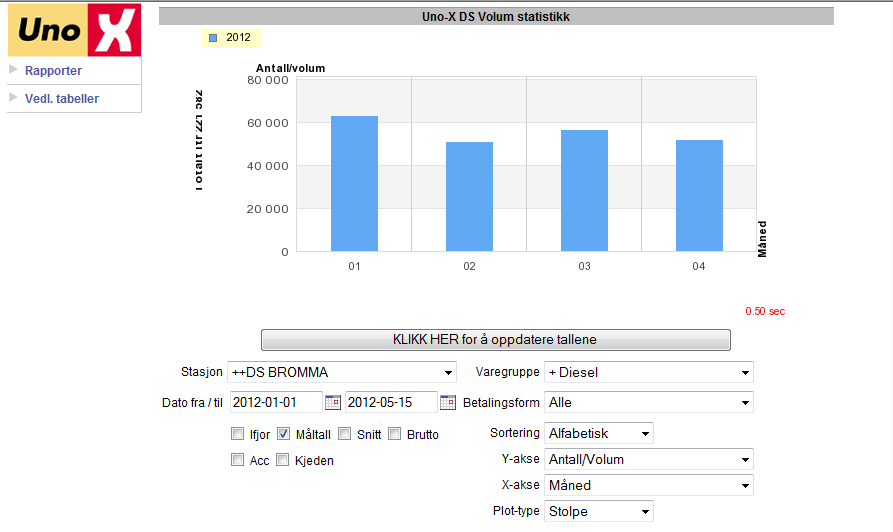 Uno X
Uno-X DS Volum statistikk
Rapporter
Vedl. tabeller
2012
Antall/volum
80 000
60 000
40 000
20 000
0
Totalt ltr 221 582
01 02 03 04
Måned
0.50 sec
KLIKK HER for å oppdatere tallene
Stasjon ++DS BROMMA Varegruppe + Diesel
Dato fra / til 2012-01-01 2012-05-15 Betalingsform Alle
Ifjor Måltall Snitt Brutto Sortering Alfabetisk
Acc Kjeden Y-akse Antall/Volum
X-akse Måned
Plot-type Stolpe